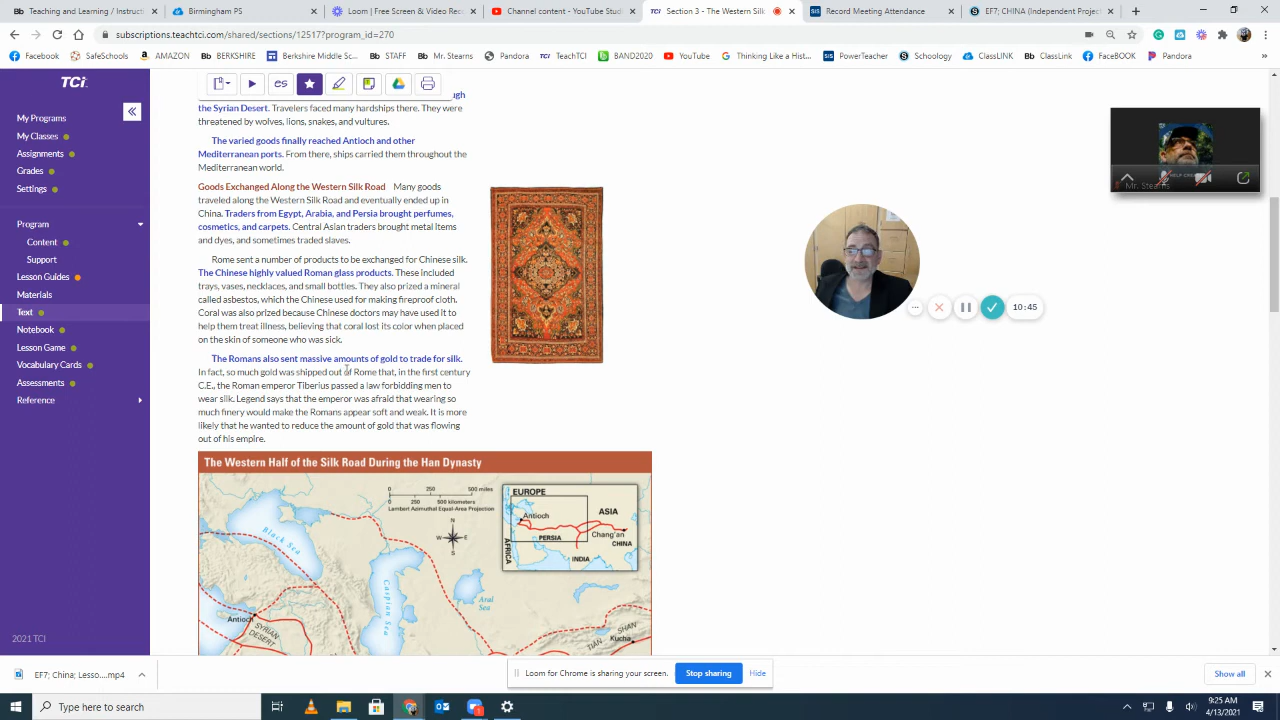 Teaching and Learning / Instruct
Birmingham PS
Loom | Free Screen & Video Rec
Channel content - YouTube Stud
Section 3 - The Western Silk
Record Meeting Attendance
EF7; CHINA (Independent Proje
subscriptions.teachtci.com/shared/sections/12517?program_id=270
Facebook
SafeSchools
AMAZON
Bb BERKSHIRE
Berkshire Middle Sc
Bb STAFF
Bb Mr. Stearns
Pandora
TCi TeachTCI
BAND2020
YouTube
Thinking Like a Hist
PowerTeacher
Schoology
ClassLINK
Bb ClassLink
FACEBOOK
Pandora
TCi
My Programs
My Classes
Assignments
Grades
Settings
Program
Content
Support
Lesson Guides
Materials
Text
Notebook
Lesson Game
Vocabulary Cards
Assessments
Reference
2021 TCI
ugh
the Syrian Desert. Travelers faced many hardships there. They were
threatened by wolves, lions, snakes, and vultures.
The varied goods finally reached Antioch and other
Mediterranean ports. From there, ships carried them throughout the
Mediterranean world.
Goods Exchanged Along the Western Silk Road Many goods
traveled along the Western Silk Road and eventually ended up in
China. Traders from Egypt, Arabia, and Persia brought perfumes,
cosmetics, and carpets. Central Asian traders brought metal items
and dyes, and sometimes traded slaves.
Rome sent a number of products to be exchanged for Chinese silk.
The Chinese highly valued Roman glass products. These included
trays, vases, necklaces, and small bottles. They also prized a mineral
called asbestos, which the Chinese used for making fireproof cloth.
Coral was also prized because Chinese doctors may have used it to
help them treat illness, believing that coral lost its color when placed
on the skin of someone who was sick.
The Romans also sent massive amounts of gold to trade for silk.
In fact, so much gold was shipped out of Rome that, in the first century
C.E., the Roman emperor Tiberius passed a law forbidding men to
wear silk. Legend says that the emperor was afraid that wearing so
much finery would make the Romans appear soft and weak. It is more
likely that he wanted to reduce the amount of gold that was flowing
out of his empire.
The Western Half of the Silk Road During the Han Dynasty
0 250 500 miles
0 250 500 kilometers
Lambert Azimuthal Equal-Area Projection
N
W E
S
EUROPE
Antioch
ASIA
PERSIA
Chang'an
CHINA
AFRICA
INDIA
Black Sea
Caspian Sea
Aral
Sea
Antioch
SYRIAN
DESERT
TIAN SHAN
Kucha
Mr. Stearns
10:45
EF7; China; Lesso....mp4
Loom for Chrome is sharing your screen.
Stop sharing
Hide
Show all
Type here to search
9:25 AM
4/13/2021